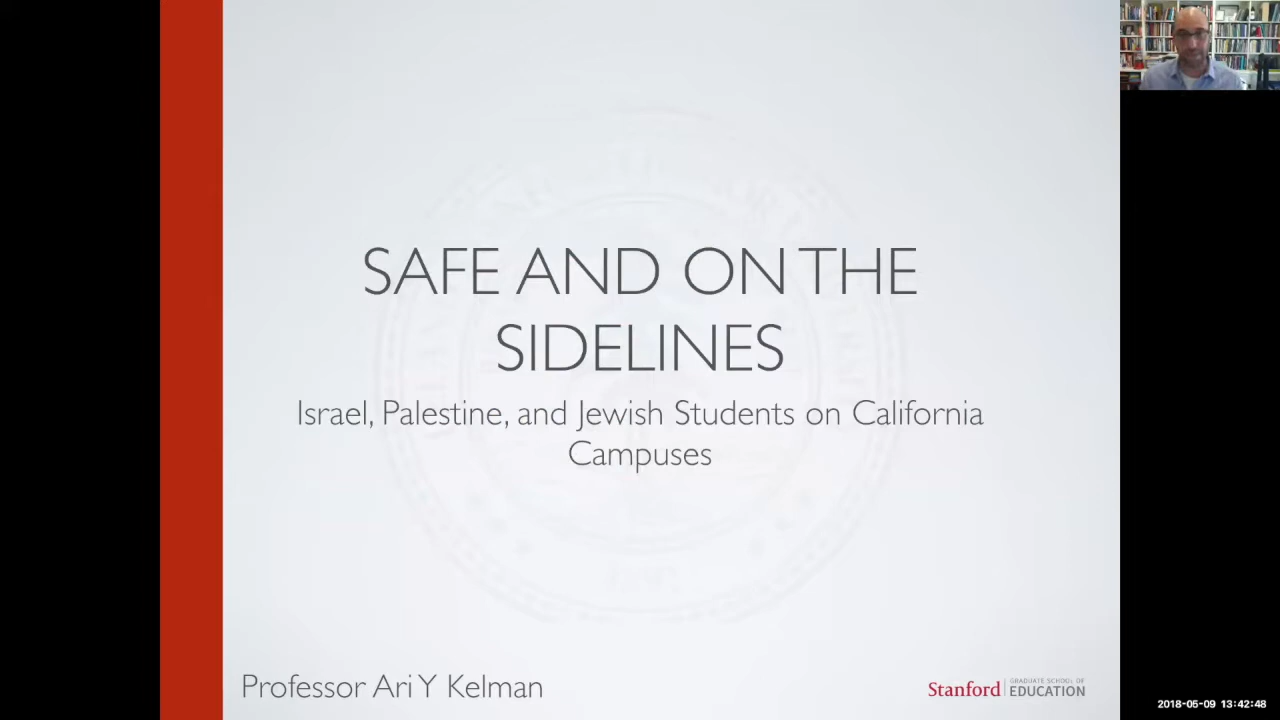 SAFE AND ON THE
SIDELINES
Israel, Palestine, and Jewish Students on California
Campuses
Professor Ari Y Kelman
Stanford
GRADUATE SCHOOL OF
EDUCATION
2018-05-09 13:42:48